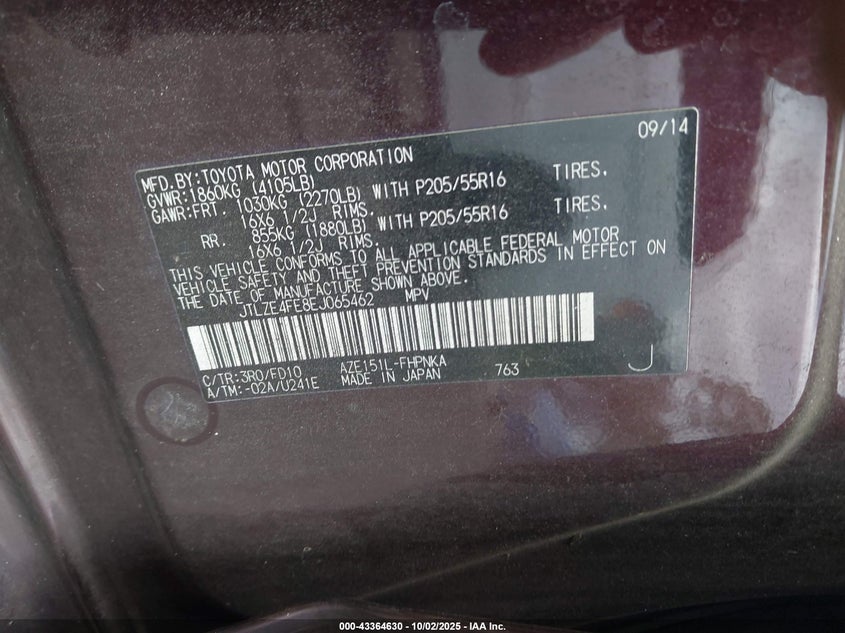 09/14
MFD.BY:TOYOTA MOTOR CORPORATION
GVWR:1860KG (4105LB)
GAWR:FRT. 1030KG (2270LB) WITH P205/55R16 TIRES.
16X6 1/2J RIMS.
RR. 855KG (1880LB) WITH P205/55R16 TIRES.
16X6 1/2J RIMS.
THIS VEHICLE CONFORMS TO ALL APPLICABLE FEDERAL MOTOR
VEHICLE SAFETY AND THEFT PREVENTION STANDARDS IN EFFECT ON
THE DATE OF MANUFACTURE SHOWN ABOVE.
JTLZE4FE8EJ065462 MPV
C/TR:3R0/FD10 AZE151L-FHPNKA 763 J
A/TM:-02A/U241E MADE IN JAPAN
000-43364630 - 10/02/2025 - IAA Inc.